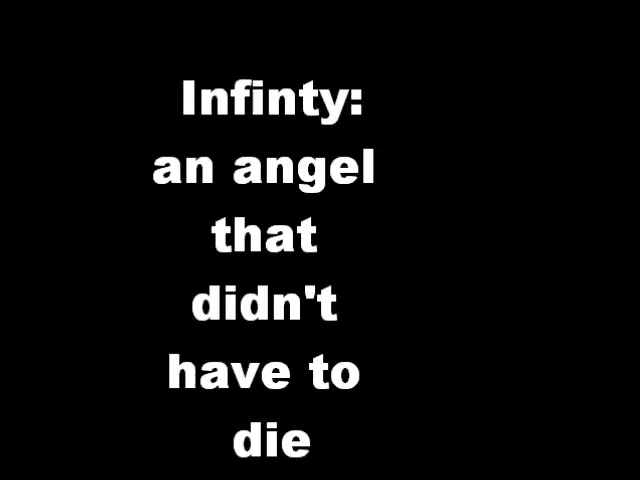 Infinty:
an angel
that
didn't
have to
die